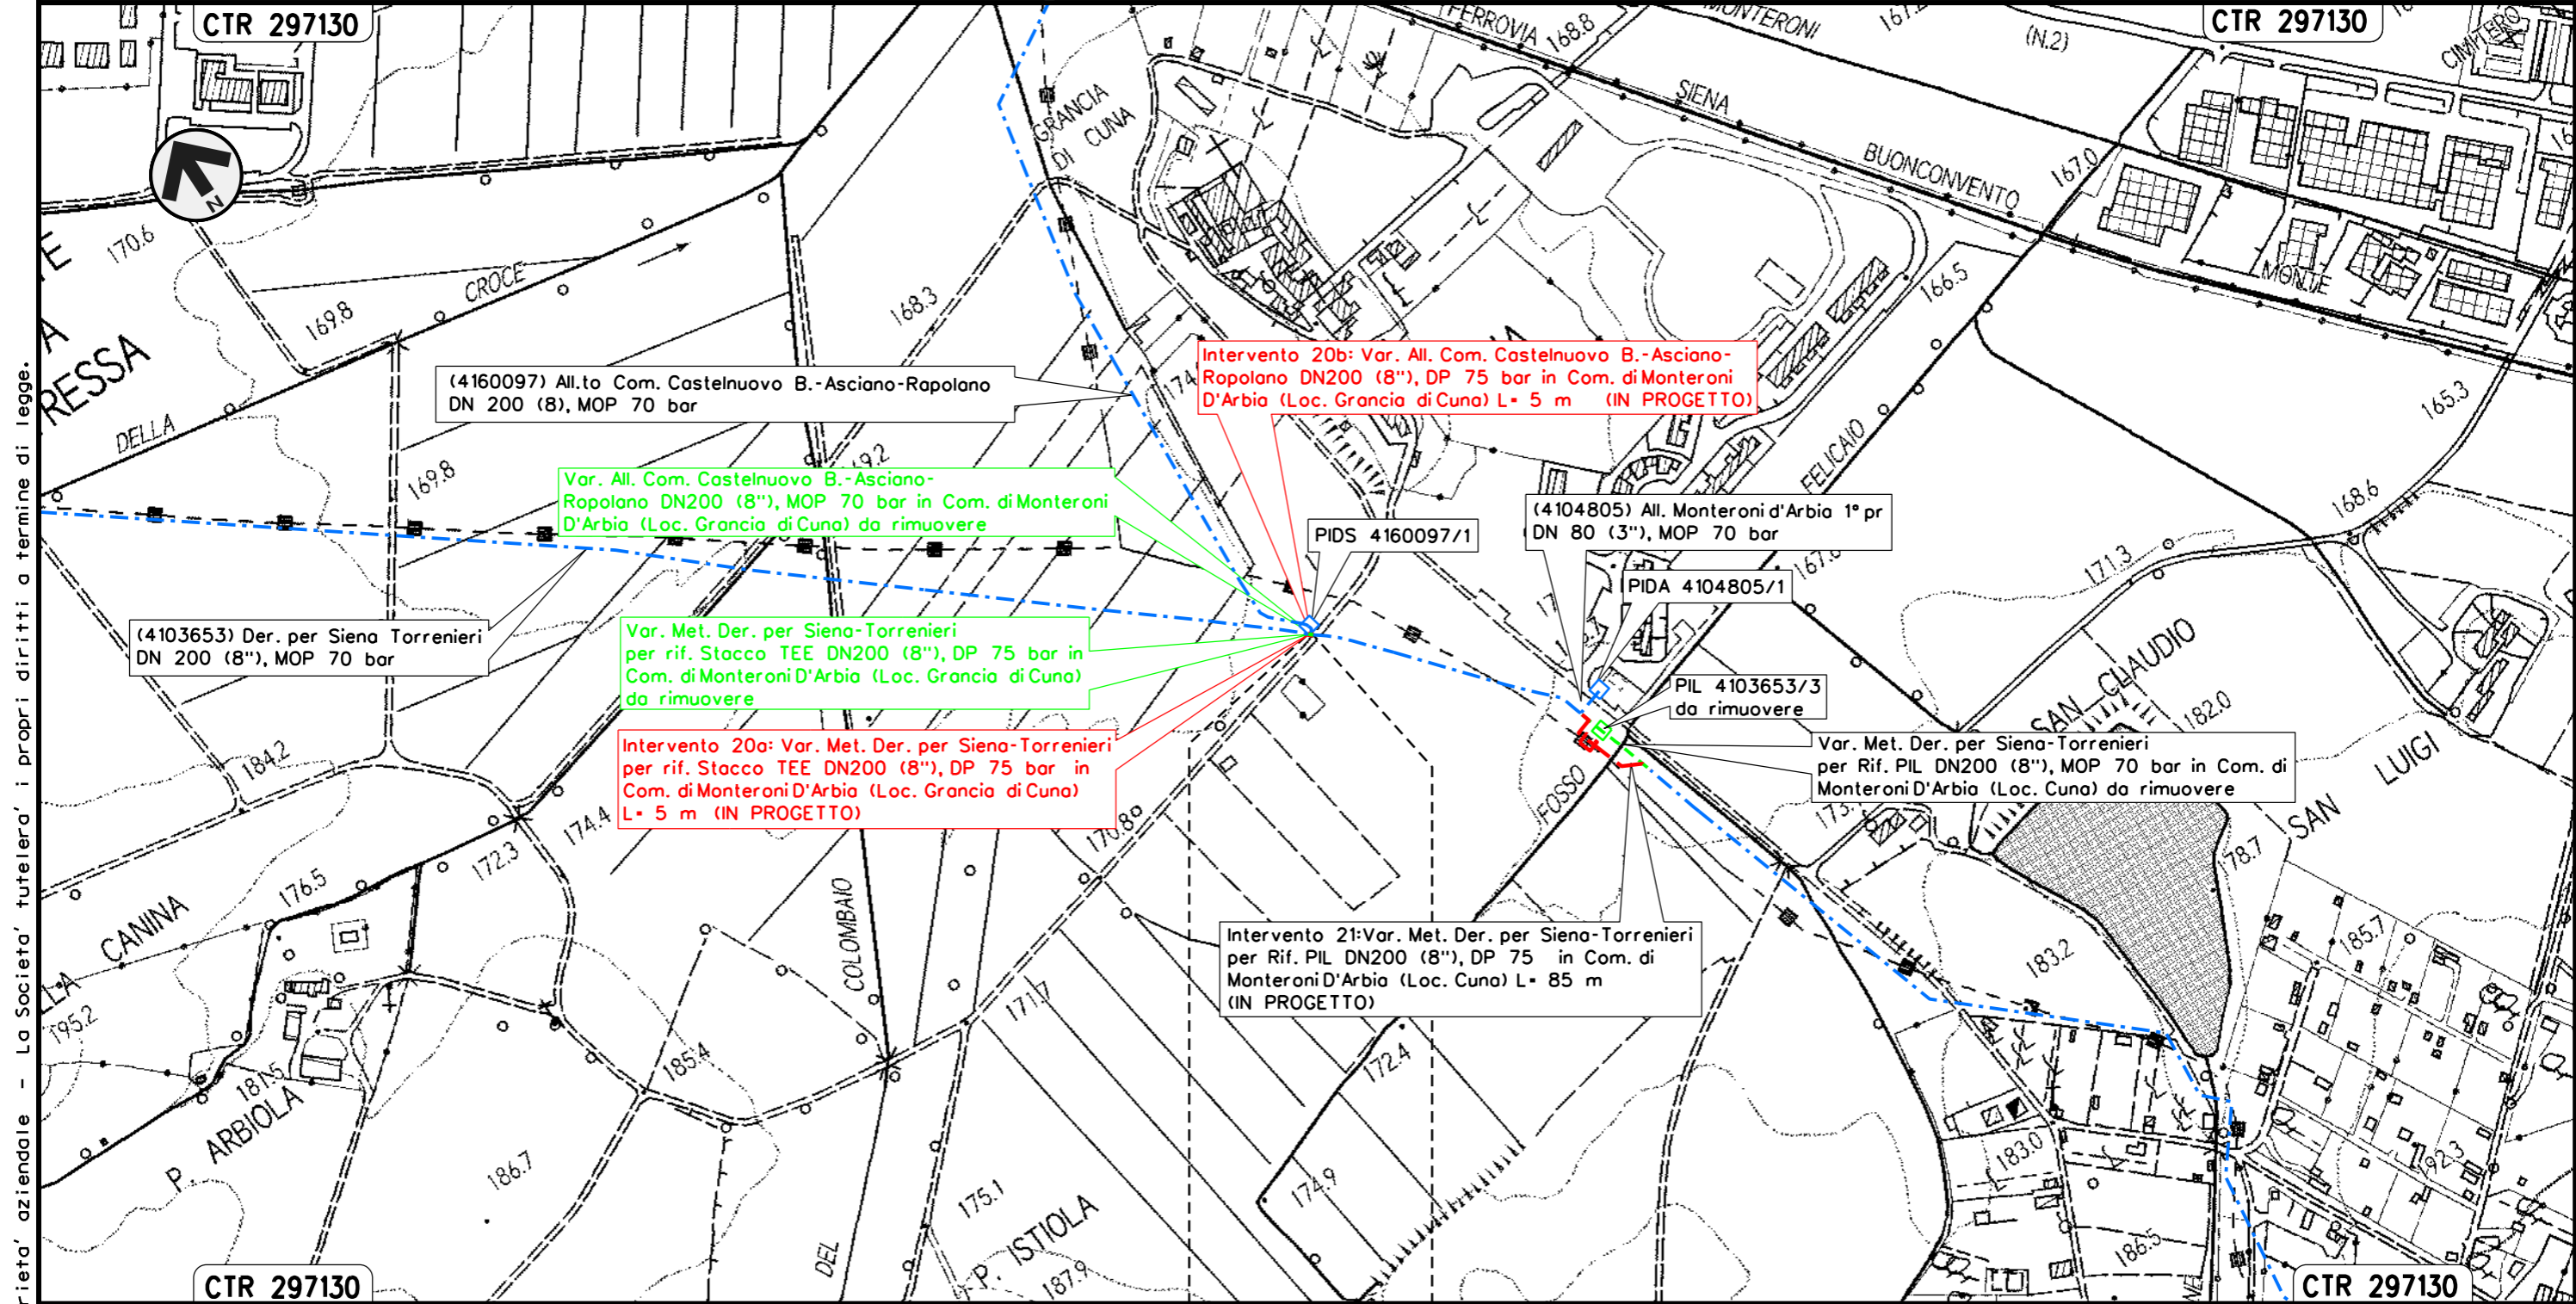 CTR 297130
CTR 297130
FERROVIA
168.8
MONTERONI
(N.2)
CIMITERO
GRANCIA
DI CUNA
SIENA
BUONCONVENTO
167.0
MONTE
N
170.6
RESSA
169.8
CROCE
DELLA
168.3
166.5
165.3
(4160097) All.to Com. Castelnuovo B.-Asciano-Rapolano
DN 200 (8), MOP 70 bar
Intervento 20b: Var. All. Com. Castelnuovo B.-Asciano-
Ropolano DN200 (8"), DP 75 bar in Com. di Monteroni
D'Arbia (Loc. Grancia di Cuna) L= 5 m (IN PROGETTO)
169.8
Var. All. Com. Castelnuovo B.-Asciano-
Ropolano DN200 (8"), MOP 70 bar in Com. di Monteroni
D'Arbia (Loc. Grancia di Cuna) da rimuovere
FELICAIO
168.6
(4104805) All. Monteroni d'Arbia 1° pr
DN 80 (3"), MOP 70 bar
PIDS 4160097/1
171.3
PIDA 4104805/1
(4103653) Der. per Siena Torrenieri
DN 200 (8"), MOP 70 bar
Var. Met. Der. per Siena-Torrenieri
per rif. Stacco TEE DN200 (8"), DP 75 bar in
Com. di Monteroni D'Arbia (Loc. Grancia di Cuna)
da rimuovere
PIL 4103653/3
da rimuovere
SAN CLAUDIO
182.0
Intervento 20a: Var. Met. Der. per Siena-Torrenieri
per rif. Stacco TEE DN200 (8"), DP 75 bar in
Com. di Monteroni D'Arbia (Loc. Grancia di Cuna)
L= 5 m (IN PROGETTO)
Var. Met. Der. per Siena-Torrenieri
per Rif. PIL DN200 (8"), MOP 70 bar in Com. di
Monteroni D'Arbia (Loc. Cuna) da rimuovere
SAN LUIGI
184.2
174.4
172.3
170.8
FOSSO
178.7
176.5
CANINA
COLOMBAIO
Intervento 21:Var. Met. Der. per Siena-Torrenieri
per Rif. PIL DN200 (8"), DP 75 in Com. di
Monteroni D'Arbia (Loc. Cuna) L= 85 m
(IN PROGETTO)
185.7
183.2
195.2
171.7
185.4
172.4
181.5
P. ARBIOLA
186.7
175.1
174.9
183.0
192.3
P. ISTIOLA
187.9
DEL
186.5
CTR 297130
CTR 297130
rieta' aziendale - La Societa' tutelera' i propri diritti a termine di legge.